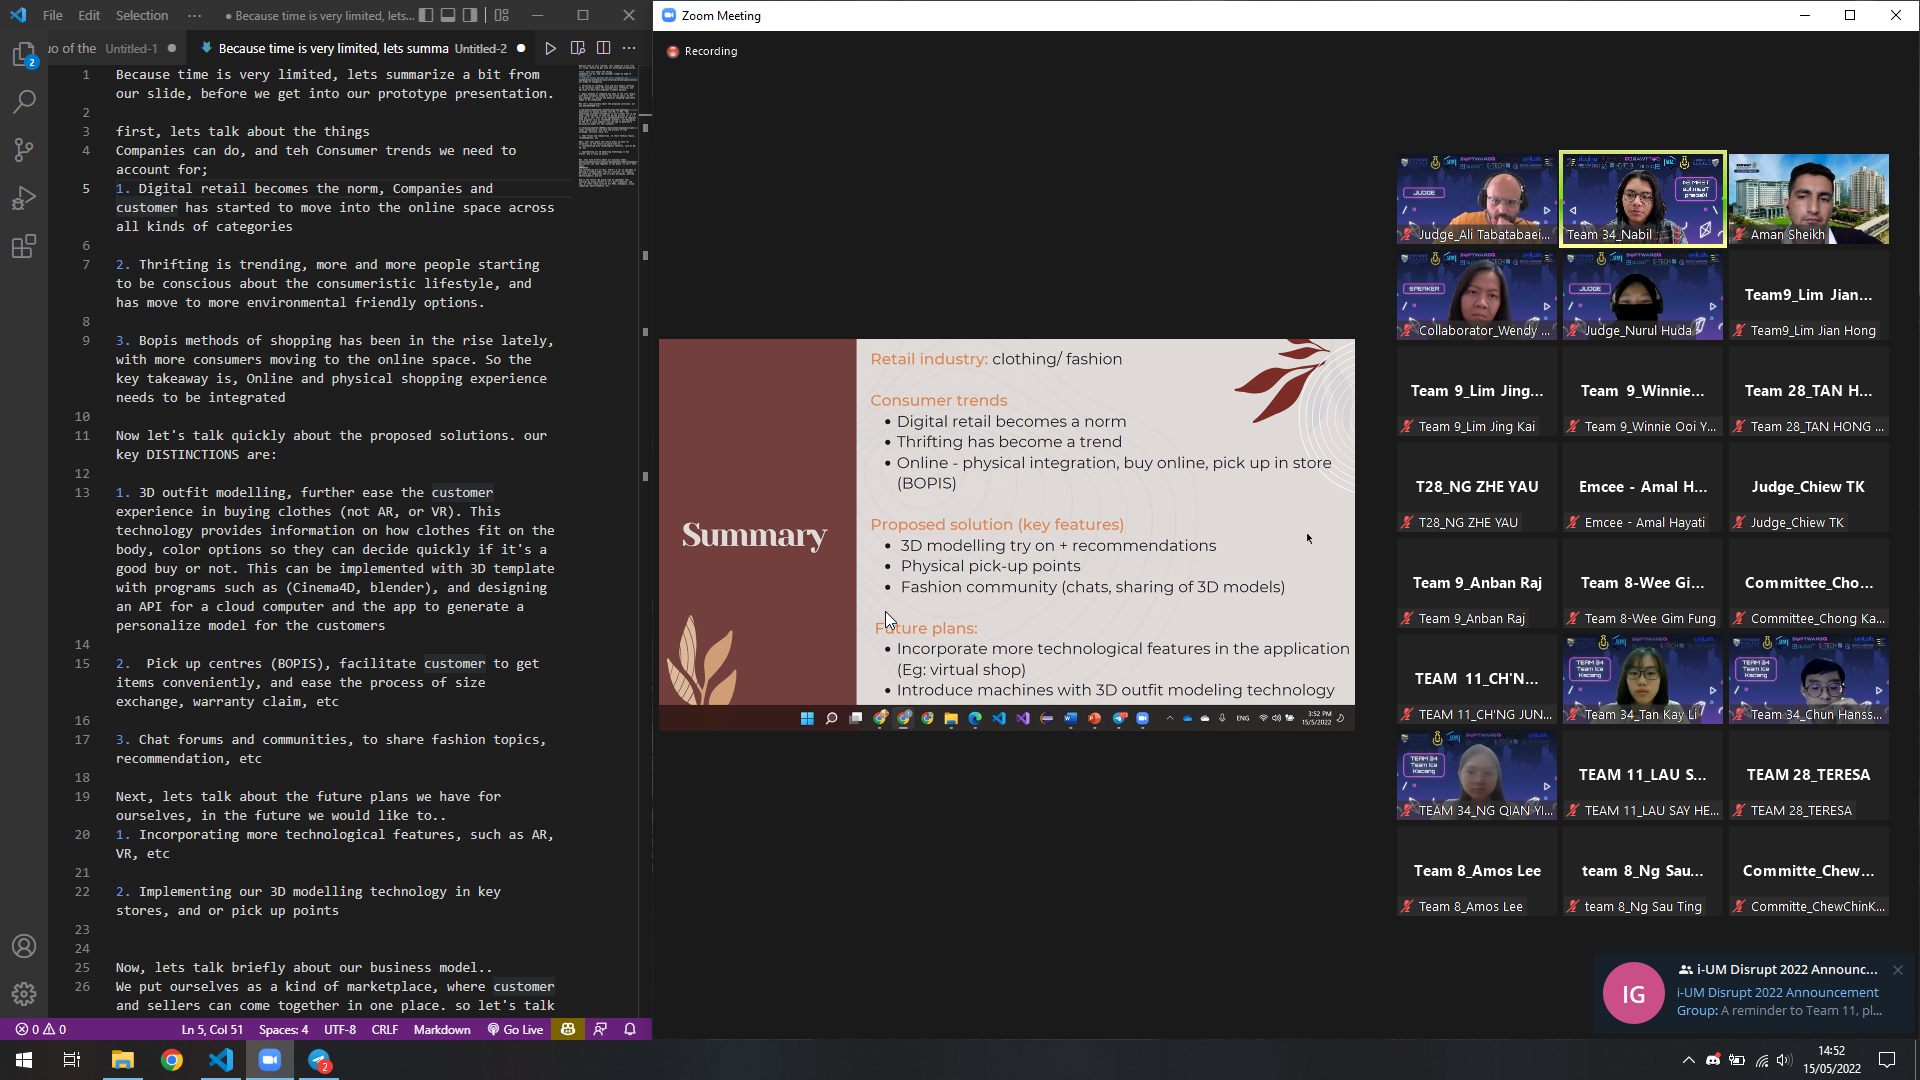 File Edit Selection ··· ● Because time is very limited, lets...
uo of the Untitled-1 ● Because time is very limited, lets summa Untitled-2 ●
1 Because time is very limited, lets summarize a bit from
our slide, before we get into our prototype presentation.
2
3 first, lets talk about the things
4 Companies can do, and teh Consumer trends we need to
account for;
5 1. Digital retail becomes the norm, Companies and
customer has started to move into the online space across
all kinds of categories
6
7 2. Thrifting is trending, more and more people starting
to be conscious about the consumeristic lifestyle, and
has move to more environmental friendly options.
8
9 3. Bopis methods of shopping has been in the rise lately,
with more consumers moving to the online space. So the
key takeaway is, Online and physical shopping experience
needs to be integrated
10
11 Now let's talk quickly about the proposed solutions. our
key DISTINCTIONS are:
12
13 1. 3D outfit modelling, further ease the customer
experience in buying clothes (not AR, or VR). This
technology provides information on how clothes fit on the
body, color options so they can decide quickly if it's a
good buy or not. This can be implemented with 3D template
with programs such as (Cinema4D, blender), and designing
an API for a cloud computer and the app to generate a
personalize model for the customers
14
15 2.  Pick up centres (BOPIS), facilitate customer to get
items conveniently, and ease the process of size
exchange, warranty claim, etc
16
17 3. Chat forums and communities, to share fashion topics,
recommendation, etc
18
19 Next, lets talk about the future plans we have for
ourselves, in the future we would like to..
20 1. Incorporating more technological features, such as AR,
VR, etc
21
22 2. Implementing our 3D modelling technology in key
stores, and or pick up points
23
24
25 Now, lets talk briefly about our business model..
26 We put ourselves as a kind of marketplace, where customer
and sellers can come together in one place. so let's talk
2
0 0 Ln 5, Col 51 Spaces: 4 UTF-8 CRLF Markdown Go Live
Zoom Meeting
Recording
Summary
Retail industry: clothing/ fashion
Consumer trends
• Digital retail becomes a norm
• Thrifting has become a trend
• Online - physical integration, buy online, pick up in store
(BOPIS)
Proposed solution (key features)
• 3D modelling try on + recommendations
• Physical pick-up points
• Fashion community (chats, sharing of 3D models)
Future plans:
• Incorporate more technological features in the application
(Eg: virtual shop)
• Introduce machines with 3D outfit modeling technology
ENG 3:52 PM
15/5/2022
JUDGE
Judge_Ali Tabatabaei... Team 34_Nabil Aman Sheikh
SPEAKER JUDGE Team9_Lim Jian...
Collaborator_Wendy ... Judge_Nurul Huda Team9_Lim Jian Hong
Team 9_Lim Jing... Team 9_Winnie... Team 28_TAN H...
Team 9_Lim Jing Kai Team 9_Winnie Ooi Y... Team 28_TAN HONG ...
T28_NG ZHE YAU Emcee - Amal H... Judge_Chiew TK
T28_NG ZHE YAU Emcee - Amal Hayati Judge_Chiew TK
Team 9_Anban Raj Team 8-Wee Gi... Committee_Cho...
Team 9_Anban Raj Team 8-Wee Gim Fung Committee_Chong Ka...
TEAM 11_CH'N... TEAM 34 TEAM 34
TEAM 11_CH'NG JUN... Team 34_Tan Kay Li Team 34_Chun Hanss...
TEAM 34 Team Ice Kacang TEAM 11_LAU S... TEAM 28_TERESA
TEAM 34_NG QIAN YI... TEAM 11_LAU SAY HE... TEAM 28_TERESA
Team 8_Amos Lee team 8_Ng Sau... Committe_Chew...
Team 8_Amos Lee team 8_Ng Sau Ting Committe_ChewChinK...
IG
i-UM Disrupt 2022 Announc...
i-UM Disrupt 2022 Announcement
Group: A reminder to Team 11, pl...
2
14:52
15/05/2022